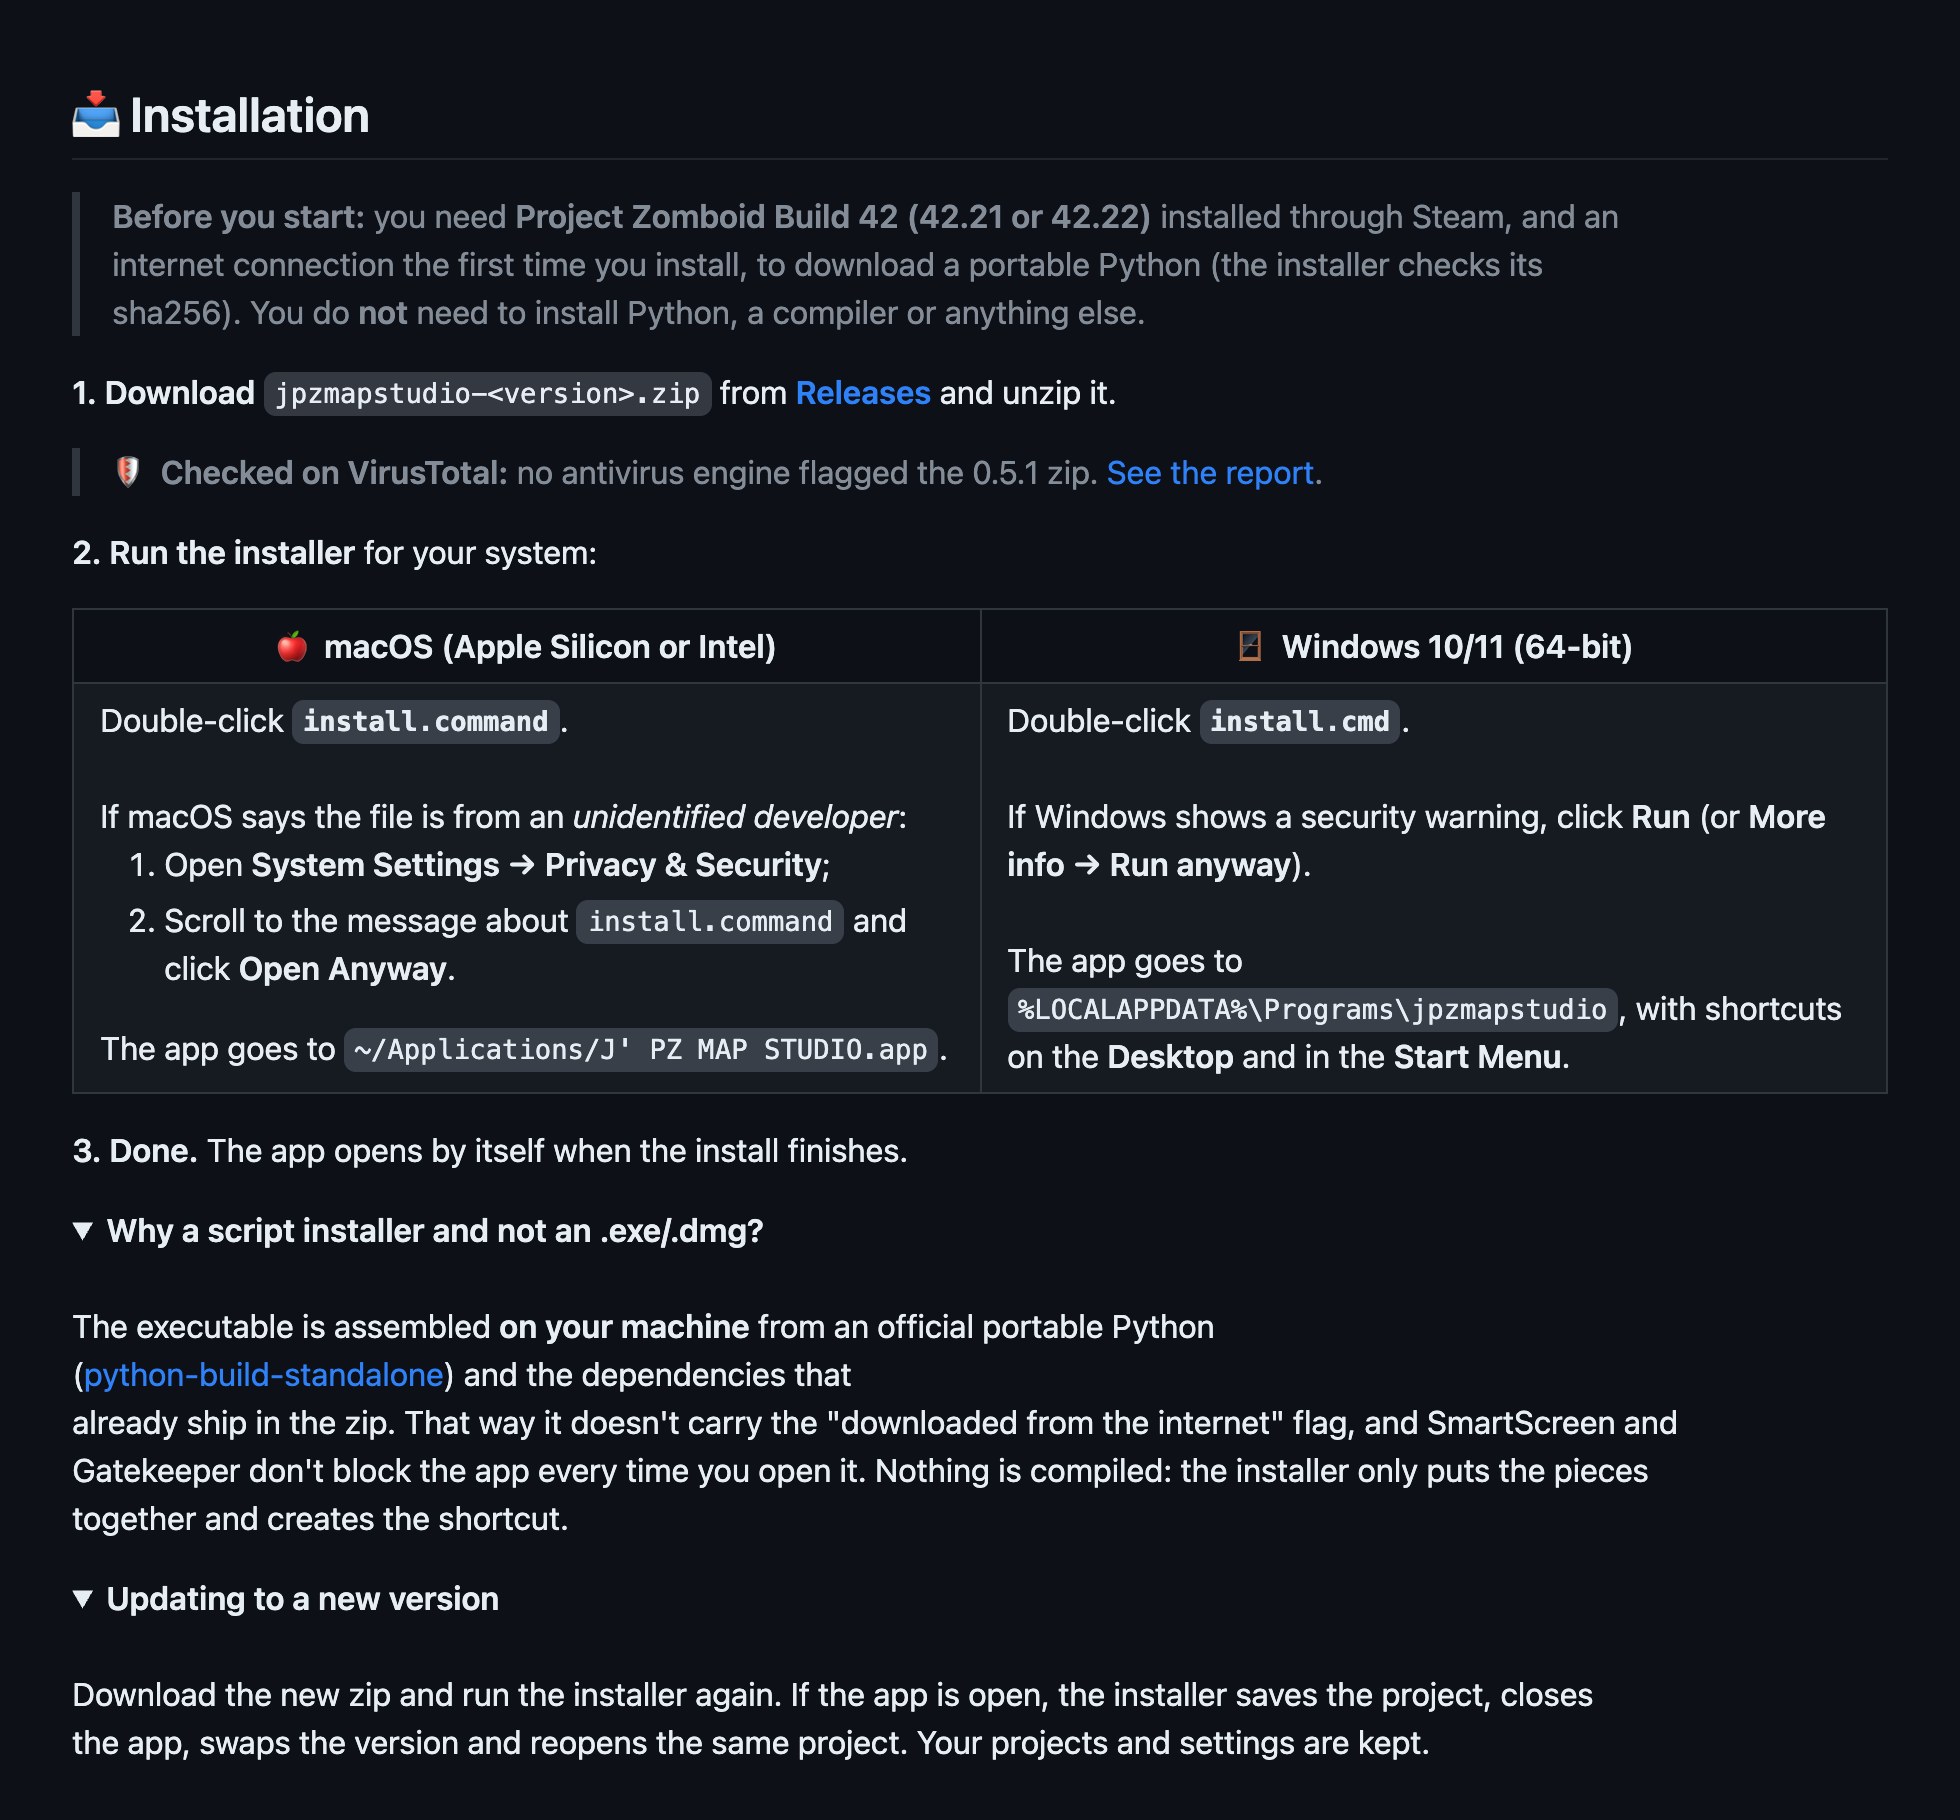 📥 Installation
Before you start: you need Project Zomboid Build 42 (42.21 or 42.22) installed through Steam, and an
internet connection the first time you install, to download a portable Python (the installer checks its
sha256). You do not need to install Python, a compiler or anything else.
1. Download jpzmapstudio-<version>.zip from Releases and unzip it.
🛡️ Checked on VirusTotal: no antivirus engine flagged the 0.5.1 zip. See the report.
2. Run the installer for your system:
🍎 macOS (Apple Silicon or Intel)
Double-click install.command.
If macOS says the file is from an unidentified developer:
1. Open System Settings → Privacy & Security;
2. Scroll to the message about install.command and
click Open Anyway.
The app goes to ~/Applications/J' PZ MAP STUDIO.app.
🪟 Windows 10/11 (64-bit)
Double-click install.cmd.
If Windows shows a security warning, click Run (or More
info → Run anyway).
The app goes to
%LOCALAPPDATA%\Programs\jpzmapstudio, with shortcuts
on the Desktop and in the Start Menu.
3. Done. The app opens by itself when the install finishes.
▼ Why a script installer and not an .exe/.dmg?
The executable is assembled on your machine from an official portable Python
(python-build-standalone) and the dependencies that
already ship in the zip. That way it doesn't carry the "downloaded from the internet" flag, and SmartScreen and
Gatekeeper don't block the app every time you open it. Nothing is compiled: the installer only puts the pieces
together and creates the shortcut.
▼ Updating to a new version
Download the new zip and run the installer again. If the app is open, the installer saves the project, closes
the app, swaps the version and reopens the same project. Your projects and settings are kept.